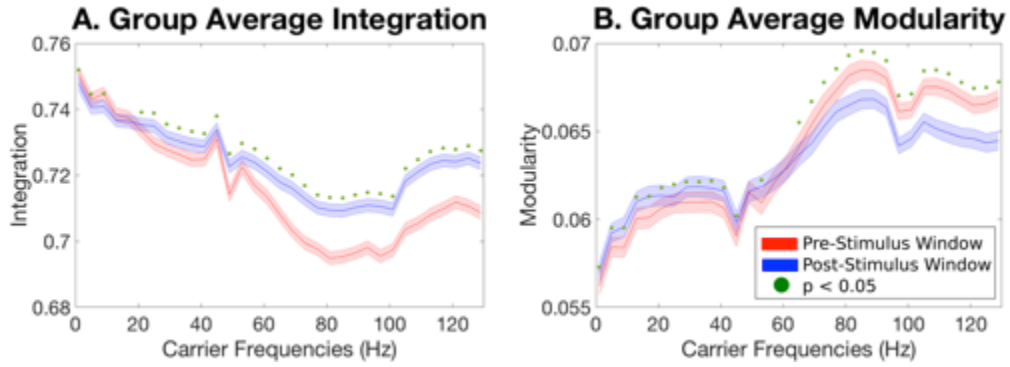 A. Group Average Integration
0.76
0.74
0.72
0.7
0.68
Integration
0 20 40 60 80 100 120
Carrier Frequencies (Hz)
B. Group Average Modularity
0.07
0.065
0.06
0.055
Modularity
Pre-Stimulus Window
Post-Stimulus Window
p < 0.05
0 20 40 60 80 100 120
Carrier Frequencies (Hz)